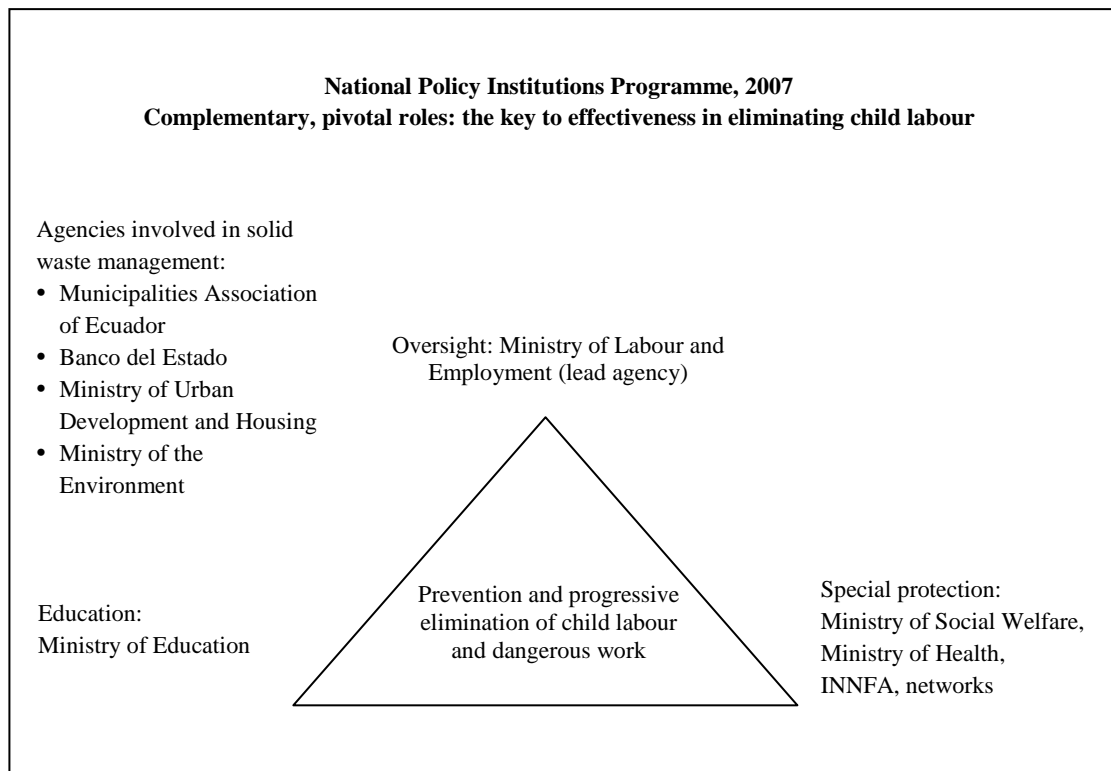 National Policy Institutions Programme, 2007
Complementary, pivotal roles: the key to effectiveness in eliminating child labour
Agencies involved in solid
waste management:
• Municipalities Association
of Ecuador
• Banco del Estado
• Ministry of Urban
Development and Housing
• Ministry of the
Environment
Oversight: Ministry of Labour and
Employment (lead agency)
Education:
Ministry of Education
Prevention and progressive
elimination of child labour
and dangerous work
Special protection:
Ministry of Social Welfare,
Ministry of Health,
INNFA, networks